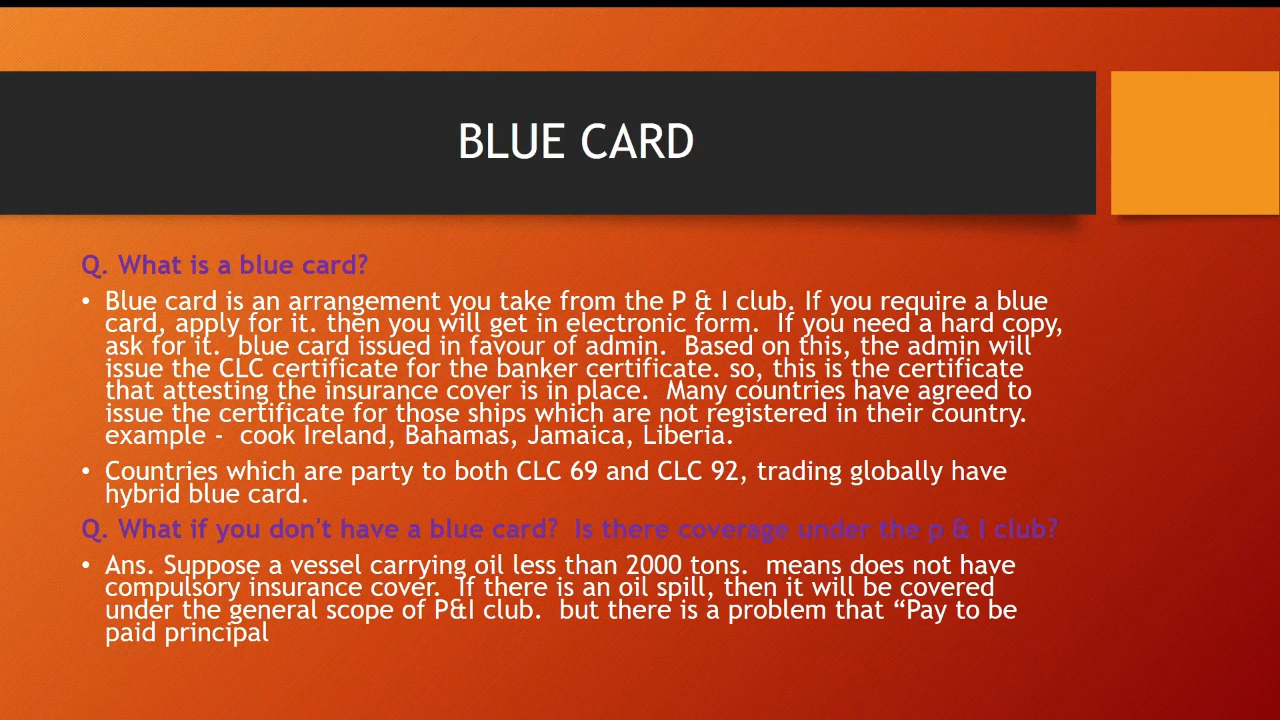 BLUE CARD
Q. What is a blue card?
• Blue card is an arrangement you take from the P & I club. If you require a blue
card, apply for it. then you will get in electronic form.  If you need a hard copy,
ask for it.  blue card issued in favour of admin.  Based on this, the admin will
issue the CLC certificate for the banker certificate. so, this is the certificate
that attesting the insurance cover is in place.  Many countries have agreed to
issue the certificate for those ships which are not registered in their country.
example -  cook Ireland, Bahamas, Jamaica, Liberia.
• Countries which are party to both CLC 69 and CLC 92, trading globally have
hybrid blue card.
Q. What if you don't have a blue card?  Is there coverage under the p & I club?
• Ans. Suppose a vessel carrying oil less than 2000 tons.  means does not have
compulsory insurance cover.  If there is an oil spill, then it will be covered
under the general scope of P&I club.  but there is a problem that “Pay to be
paid principal